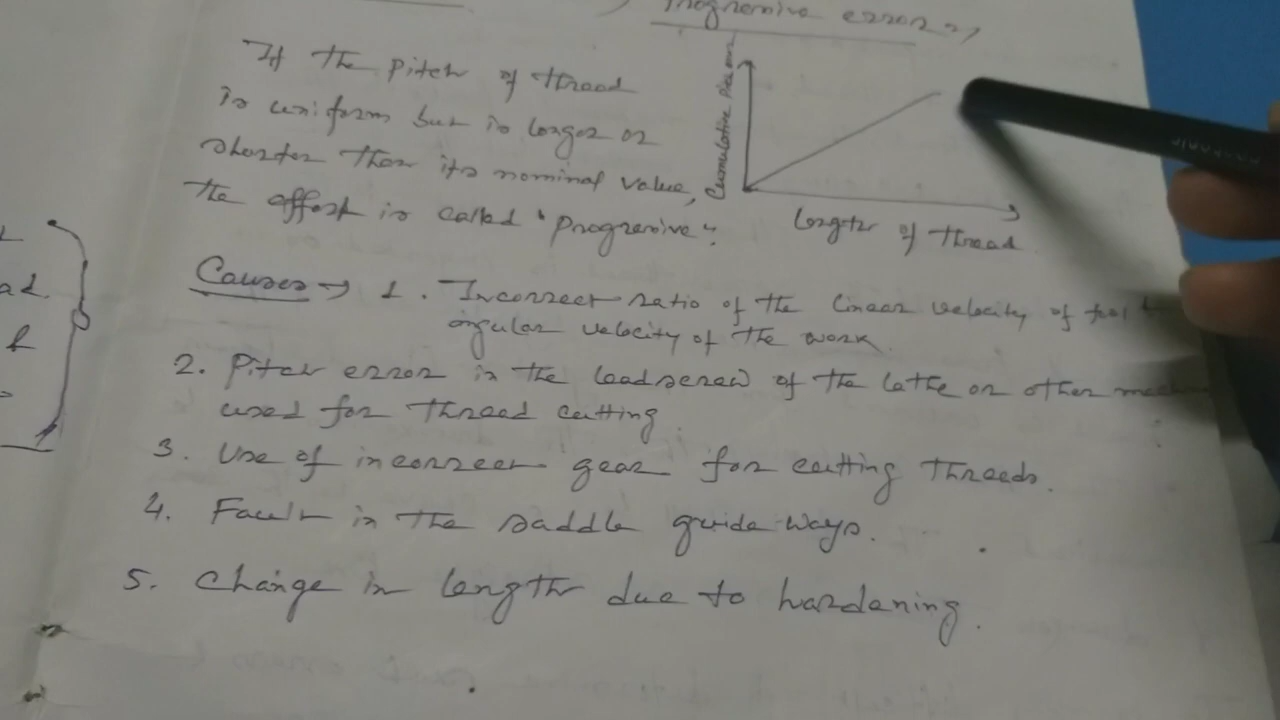 Progressive error
If the pitch of thread
is uniform but is longer or
shorter than its nominal value,
the effect is called "Progressive".
Cumulative
Length of thread
Causes → 1. Incorrect ratio of the linear velocity of tool
angular velocity of the work.
2. Pitch error in the leadscrew of the lathe or other
used for thread cutting.
3. Use of incorrect gear for cutting threads.
4. Fault in the saddle guide ways.
5. Change in length due to hardening.